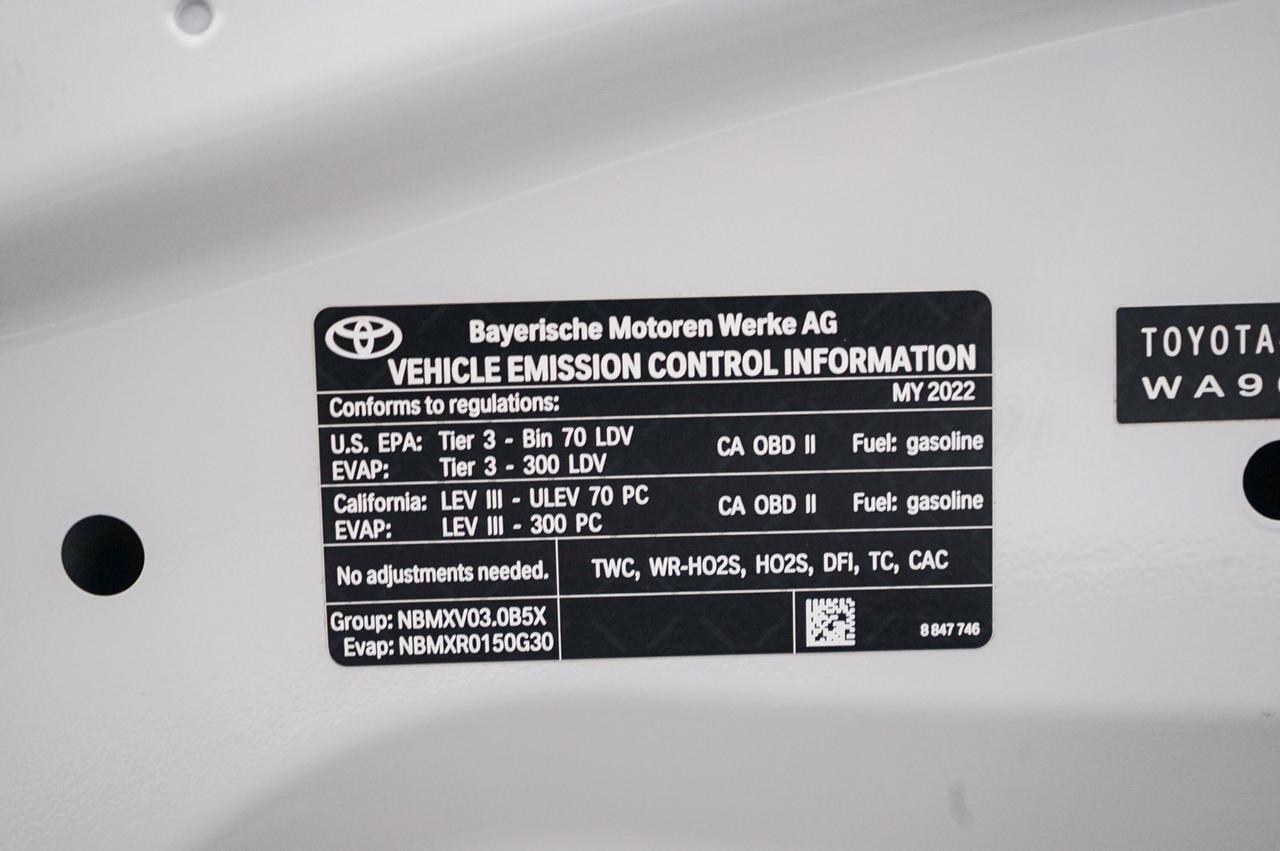 Bayerische Motoren Werke AG
VEHICLE EMISSION CONTROL INFORMATION
Conforms to regulations: MY 2022
U.S. EPA: Tier 3 - Bin 70 LDV CA OBD II Fuel: gasoline
EVAP: Tier 3 - 300 LDV
California: LEV III - ULEV 70 PC CA OBD II Fuel: gasoline
EVAP: LEV III - 300 PC
No adjustments needed. TWC, WR-HO2S, HO2S, DFI, TC, CAC
Group: NBMXV03.0B5X
Evap: NBMXR0150G30
8 847 746
TOYOTA
WA9